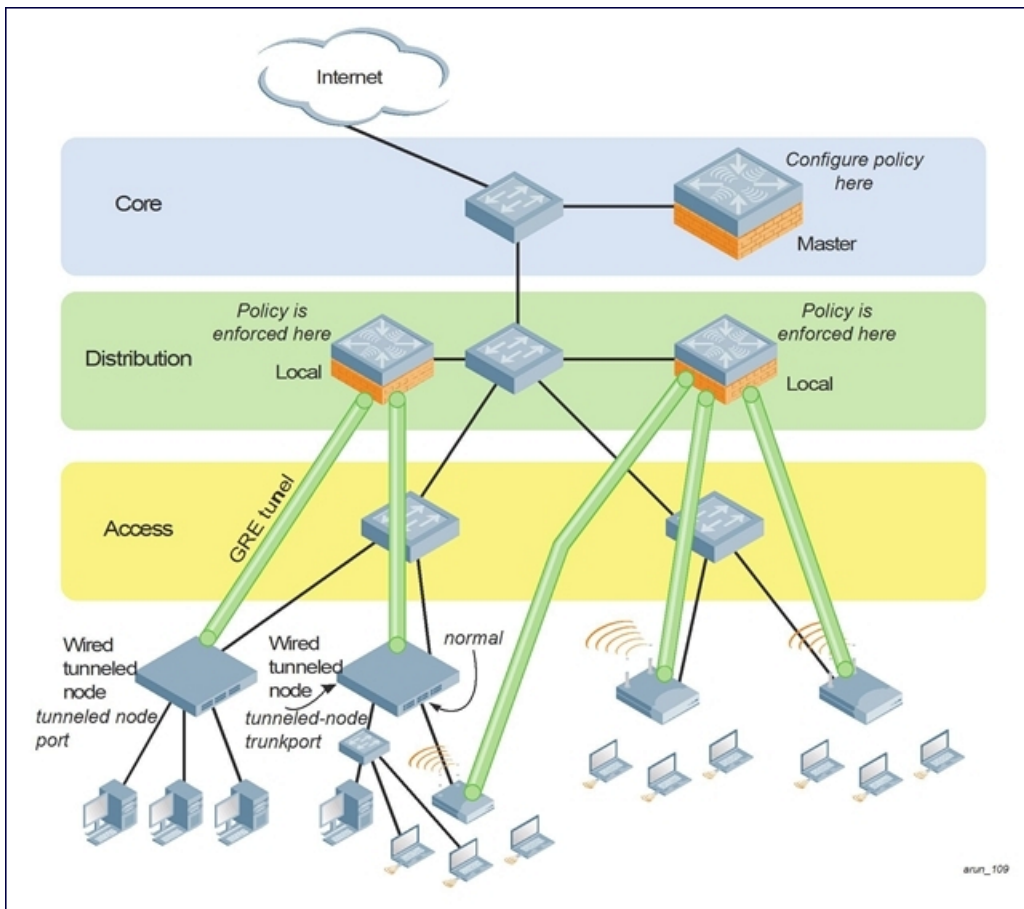 Internet
Configure policy
here
Core
Master
Policy is
enforced here
Policy is
enforced here
Distribution
Local
Local
Access
GRE tunnel
Wired
tunneled
node
tunneled node
port
Wired
tunneled
node
tunneled-node
trunkport
normal
arun_109